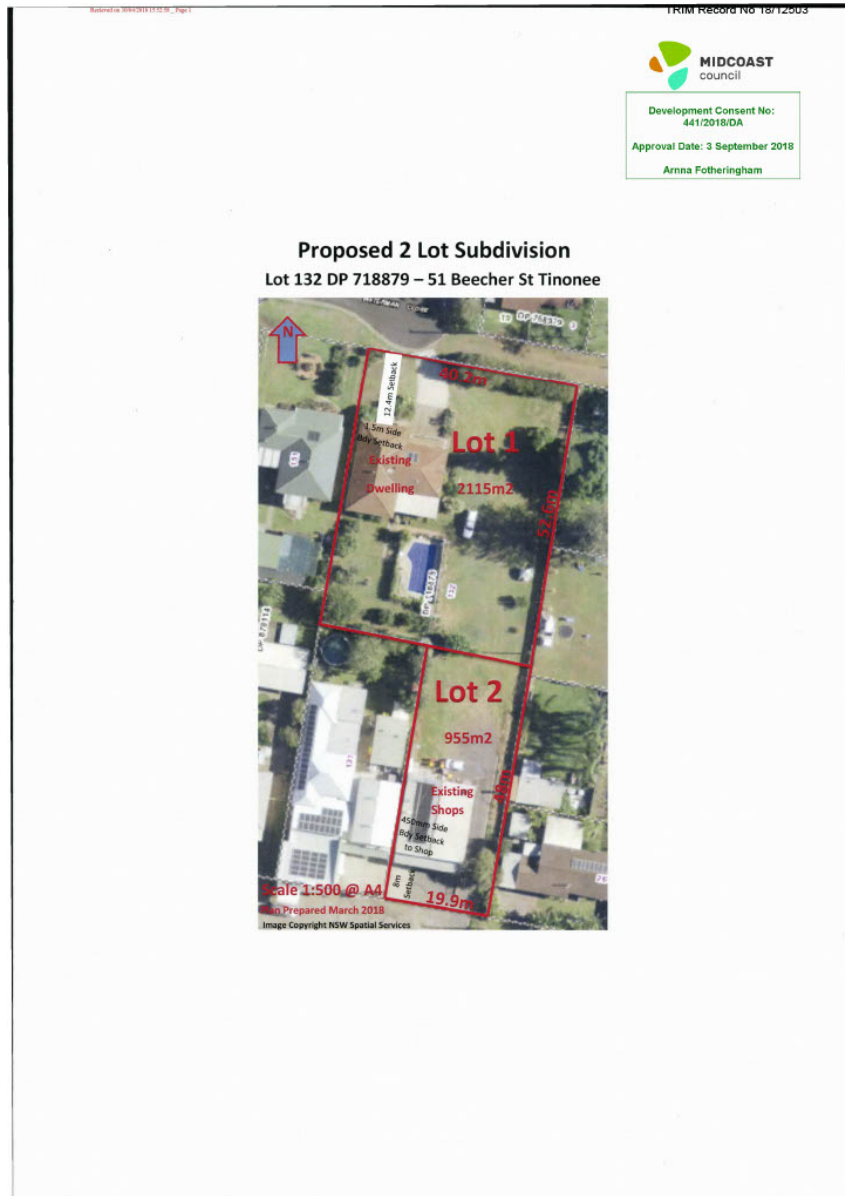 TRIM Record No 18/12503
MIDCOAST
council
Development Consent No:
441/2018/DA
Approval Date: 3 September 2018
Arnna Fotheringham
Proposed 2 Lot Subdivision
Lot 132 DP 718879 – 51 Beecher St Tinonee
N
40.2m
12.4m Setback
1.5m Side
Bdy Setback
Existing
Dwelling
Lot 1
2115m2
52.6m
151
DP 718879
132
Lot 2
955m2
48m
Existing
Shops
450mm Side
Bdy Setback
to Shop
8m
Setback
19.9m
Scale 1:500 @ A4
Plan Prepared March 2018
Image Copyright NSW Spatial Services